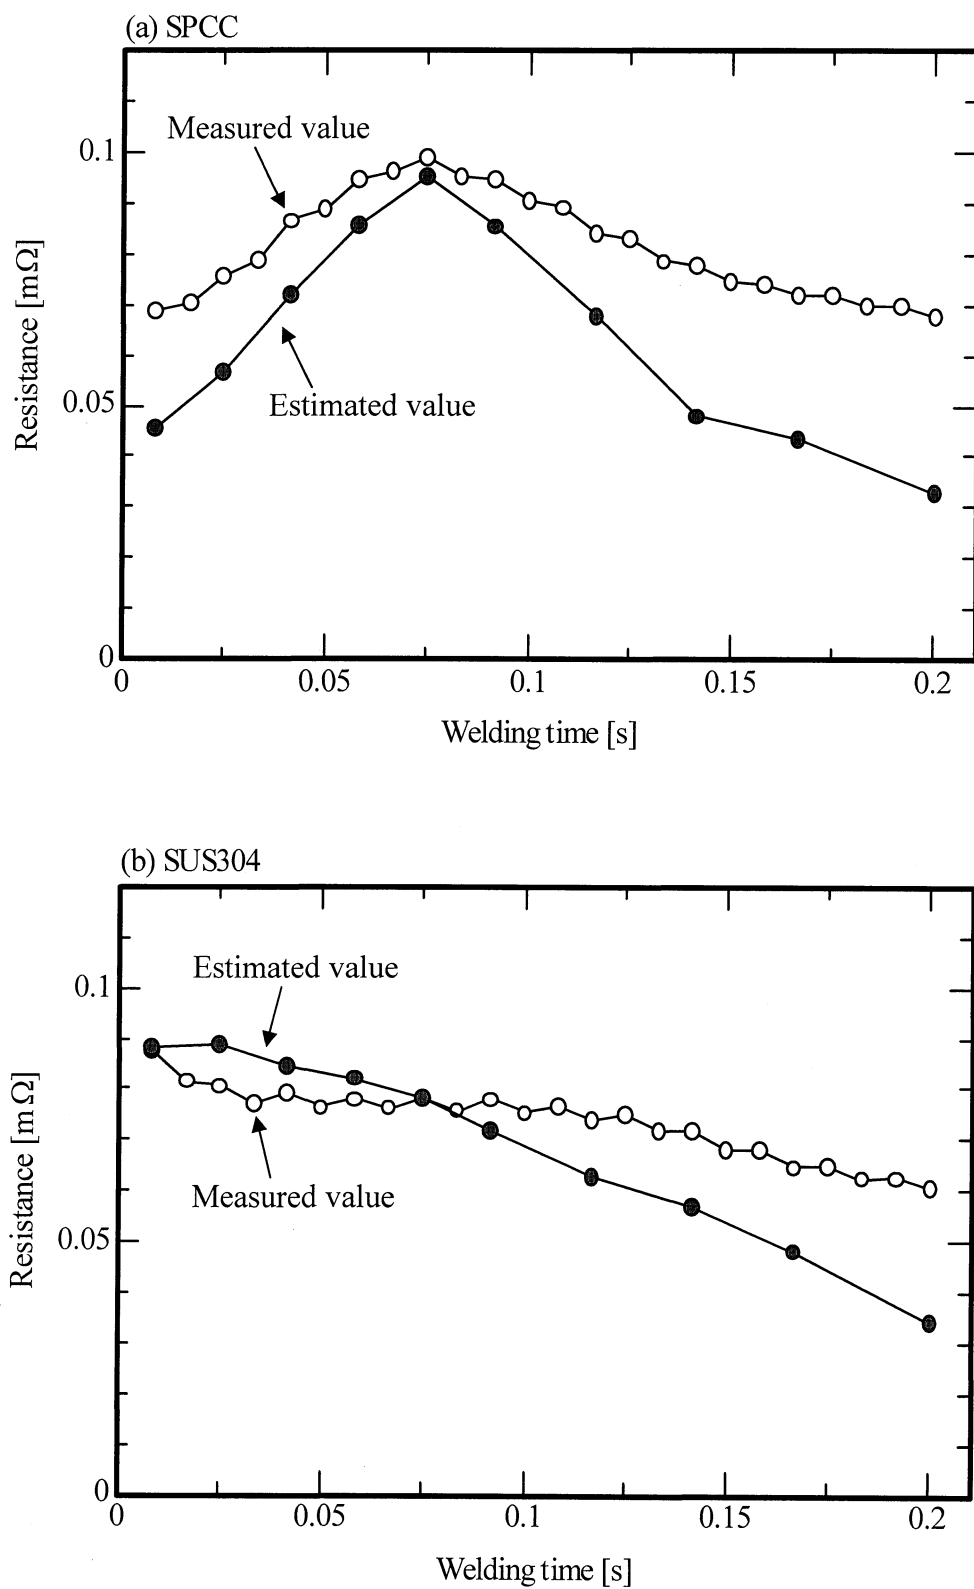 (a) SPCC
Measured value
0.1
Resistance [mΩ]
0.05
Estimated value
0
0 0.05 0.1 0.15 0.2
Welding time [s]
(b) SUS304
Estimated value
0.1
Resistance [mΩ]
Measured value
0.05
0
0 0.05 0.1 0.15 0.2
Welding time [s]